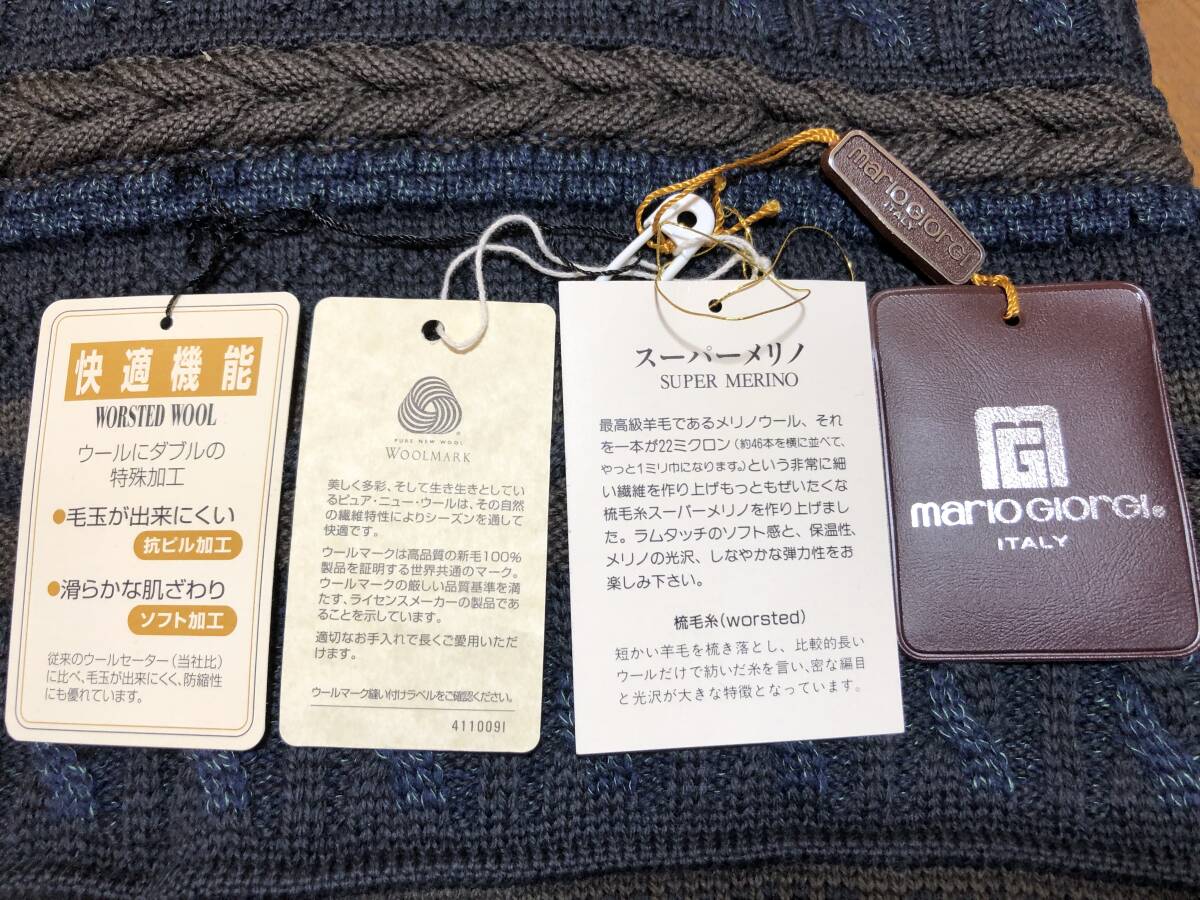 快適機能
WORSTED WOOL
ウールにダブルの
特殊加工
●毛玉が出来にくい
抗ピル加工
●滑らかな肌ざわり
ソフト加工
従来のウールセーター(当社比)
に比べ、毛玉が出来にくく、防縮性
にも優れています。
PURE NEW WOOL
WOOLMARK
美しく多彩、そして生き生きとしてい
るピュア・ニュー・ウールは、その自然
の繊維特性によりシーズンを通して
快適です。
ウールマークは高品質の新毛100%
製品を証明する世界共通のマーク。
ウールマークの厳しい品質基準を満
たす、ライセンスメーカーの製品であ
ることを示しています。
適切なお手入れで長くご愛用いただ
けます。
ウールマーク縫い付けラベルをご確認ください。
4110091
スーパーメリノ
SUPER MERINO
最高級羊毛であるメリノウール、それ
を一本が22ミクロン(約46本を横に並べて、
やっと1ミリ巾になります。)という非常に細
い繊維を作り上げもっともぜいたくな
梳毛糸スーパーメリノを作り上げまし
た。ラムタッチのソフト感と、保温性、
メリノの光沢、しなやかな弾力性をお
楽しみ下さい。
梳毛糸(worsted)
短かい羊毛を梳き落とし、比較的長い
ウールだけで紡いだ糸を言い、密な編目
と光沢が大きな特徴となっています。
marioGiorGi
ITALY
marioGiorGi®
ITALY